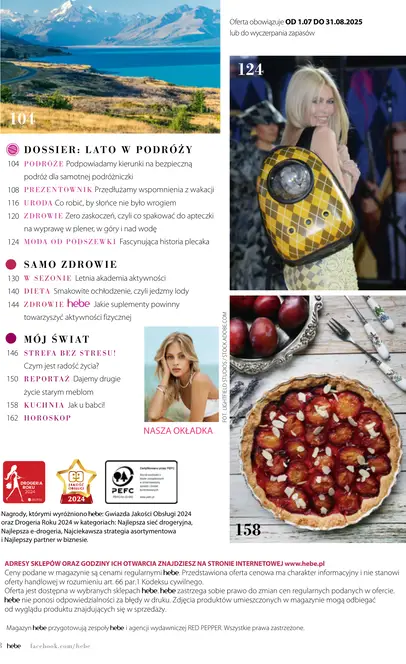 104
DOSSIER: LATO W PODRÓŻY
104 PODRÓŻE Podpowiadamy kierunki na bezpieczną
podróż dla samotnej podróżniczki
108 PREZENTOWNIK Przedłużamy wspomnienia z wakacji
116 URODA Co robić, by słońce nie było wrogiem
120 ZDROWIE Zero zaskoczeń, czyli co spakować do apteczki
na wyprawę w plener, w góry i nad wodę
124 MODA OD PODSZEWKI Fascynująca historia plecaka
SAMO ZDROWIE
130 W SEZONIE Letnia akademia aktywności
140 DIETA Smakowite ochłodzenie, czyli jedzmy lody
144 ZDROWIE hebe Jakie suplementy powinny
towarzyszyć aktywności fizycznej
MÓJ ŚWIAT
146 STREFA BEZ STRESU!
Czym jest radość życia?
150 REPORTAŻ Dajemy drugie
życie starym meblom
158 KUCHNIA Jak u babci!
162 HOROSKOP
NASZA OKŁADKA
Oferta obowiązuje OD 1.07 DO 31.08.2025
lub do wyczerpania zapasów
124
158
DROGERIA
ROKU
2024
2024
PEFC
Nagrody, którymi wyróżniono hebe: Gwiazda Jakości Obsługi 2024
oraz Drogeria Roku 2024 w kategoriach: Najlepsza sieć drogeryjna,
Najlepsza e-drogeria, Najciekawsza strategia asortymentowa
i Najlepszy partner w biznesie.
ADRESY SKLEPÓW ORAZ GODZINY ICH OTWARCIA ZNAJDZIESZ NA STRONIE INTERNETOWEJ www.hebe.pl
Ceny podane w magazynie są cenami regularnymi hebe. Przedstawiona oferta cenowa ma charakter informacyjny i nie stanowi
oferty handlowej w rozumieniu art. 66 par.1 Kodeksu cywilnego.
Oferta jest dostępna w wybranych sklepach hebe. hebe zastrzega sobie prawo do zmian cen regularnych podanych w ofercie.
hebe nie ponosi odpowiedzialności za błędy w druku. Zdjęcia produktów umieszczonych w magazynie mogą odbiegać
od wyglądu produktu znajdujących się w sprzedaży.
Magazyn hebe przygotowują zespoły hebe i agencji wydawniczej RED PEPPER. Wszystkie prawa zastrzeżone.
hebe facebook.com/hebe